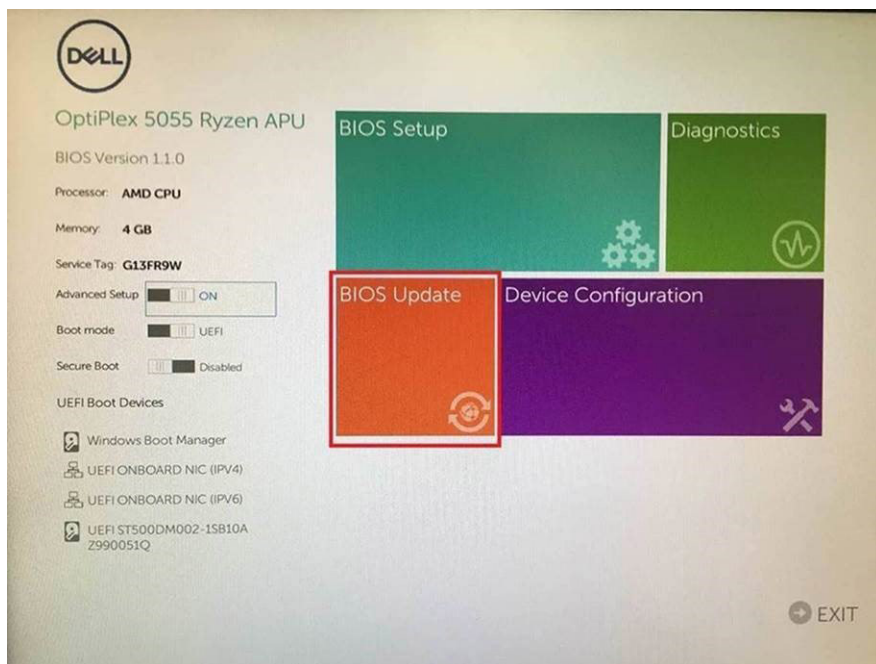 DELL
OptiPlex 5055 Ryzen APU
BIOS Version 1.1.0
Processor: AMD CPU
Memory: 4 GB
Service Tag: G13FR9W
Advanced Setup ON
Boot mode UEFI
Secure Boot Disabled
UEFI Boot Devices
Windows Boot Manager
UEFI ONBOARD NIC (IPV4)
UEFI ONBOARD NIC (IPV6)
UEFI ST500DM002-1SB10A
Z990051Q
BIOS Setup
Diagnostics
BIOS Update
Device Configuration
EXIT